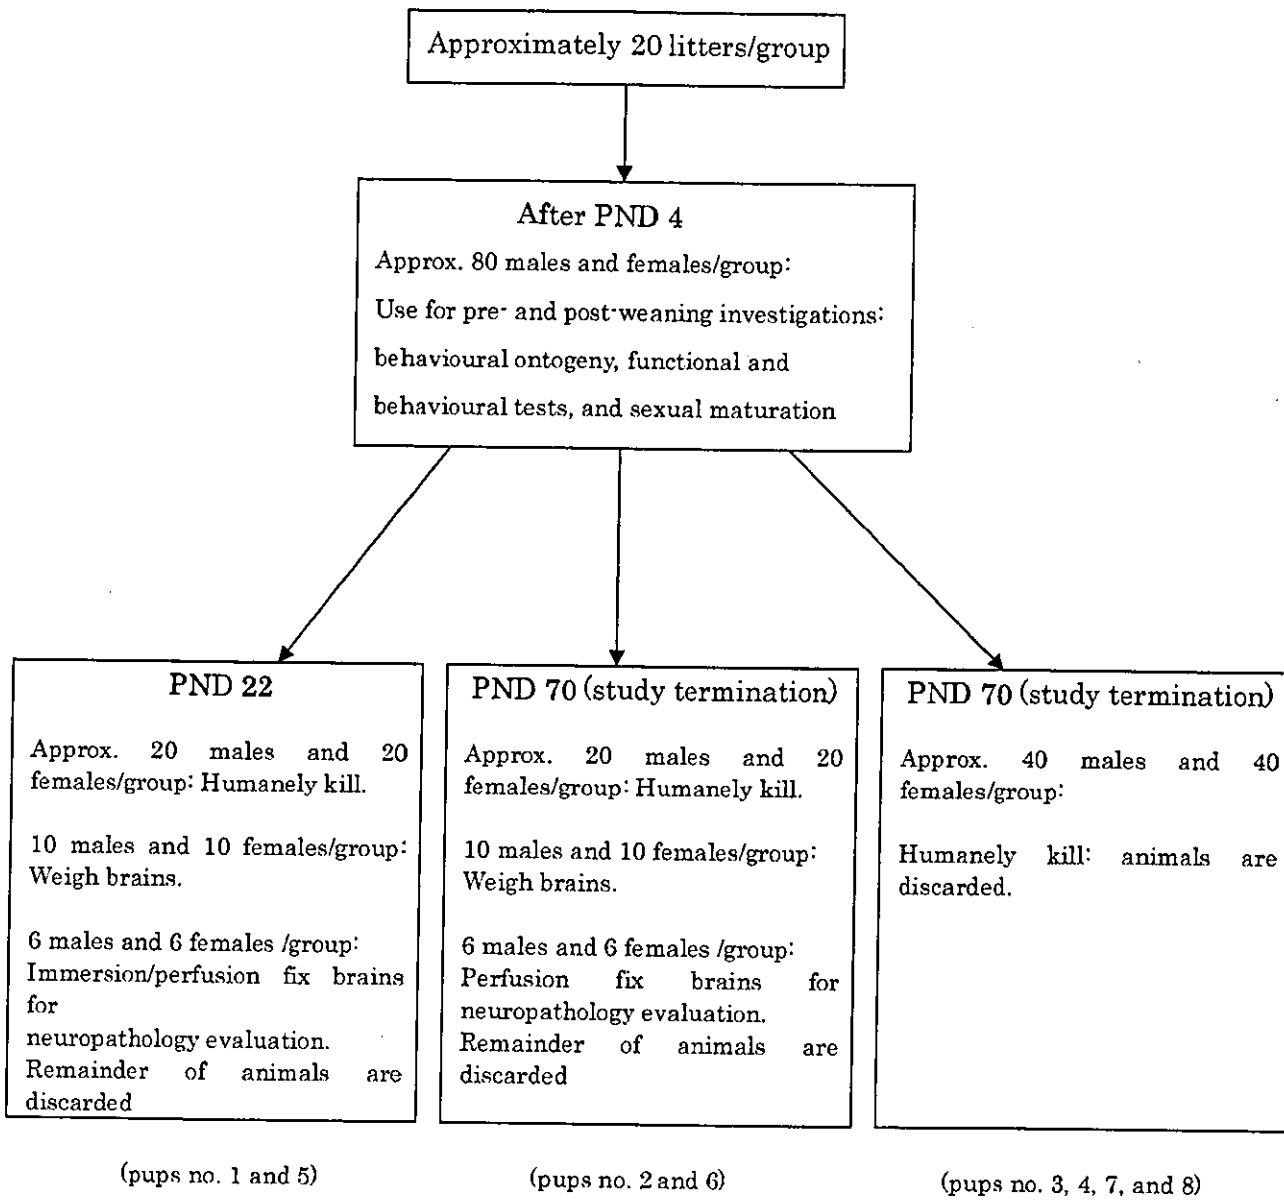 Approximately 20 litters/group
After PND 4
Approx. 80 males and females/group:
Use for pre- and post-weaning investigations:
behavioural ontogeny, functional and
behavioural tests, and sexual maturation
PND 22
Approx. 20 males and 20
females/group: Humanely kill.
10 males and 10 females/group:
Weigh brains.
6 males and 6 females /group:
Immersion/perfusion fix brains
for
neuropathology evaluation.
Remainder of animals are
discarded
(pups no. 1 and 5)
PND 70 (study termination)
Approx. 20 males and 20
females/group: Humanely kill.
10 males and 10 females/group:
Weigh brains.
6 males and 6 females /group:
Perfusion fix brains for
neuropathology evaluation.
Remainder of animals are
discarded
(pups no. 2 and 6)
PND 70 (study termination)
Approx. 40 males and 40
females/group:
Humanely kill: animals are
discarded.
(pups no. 3, 4, 7, and 8)